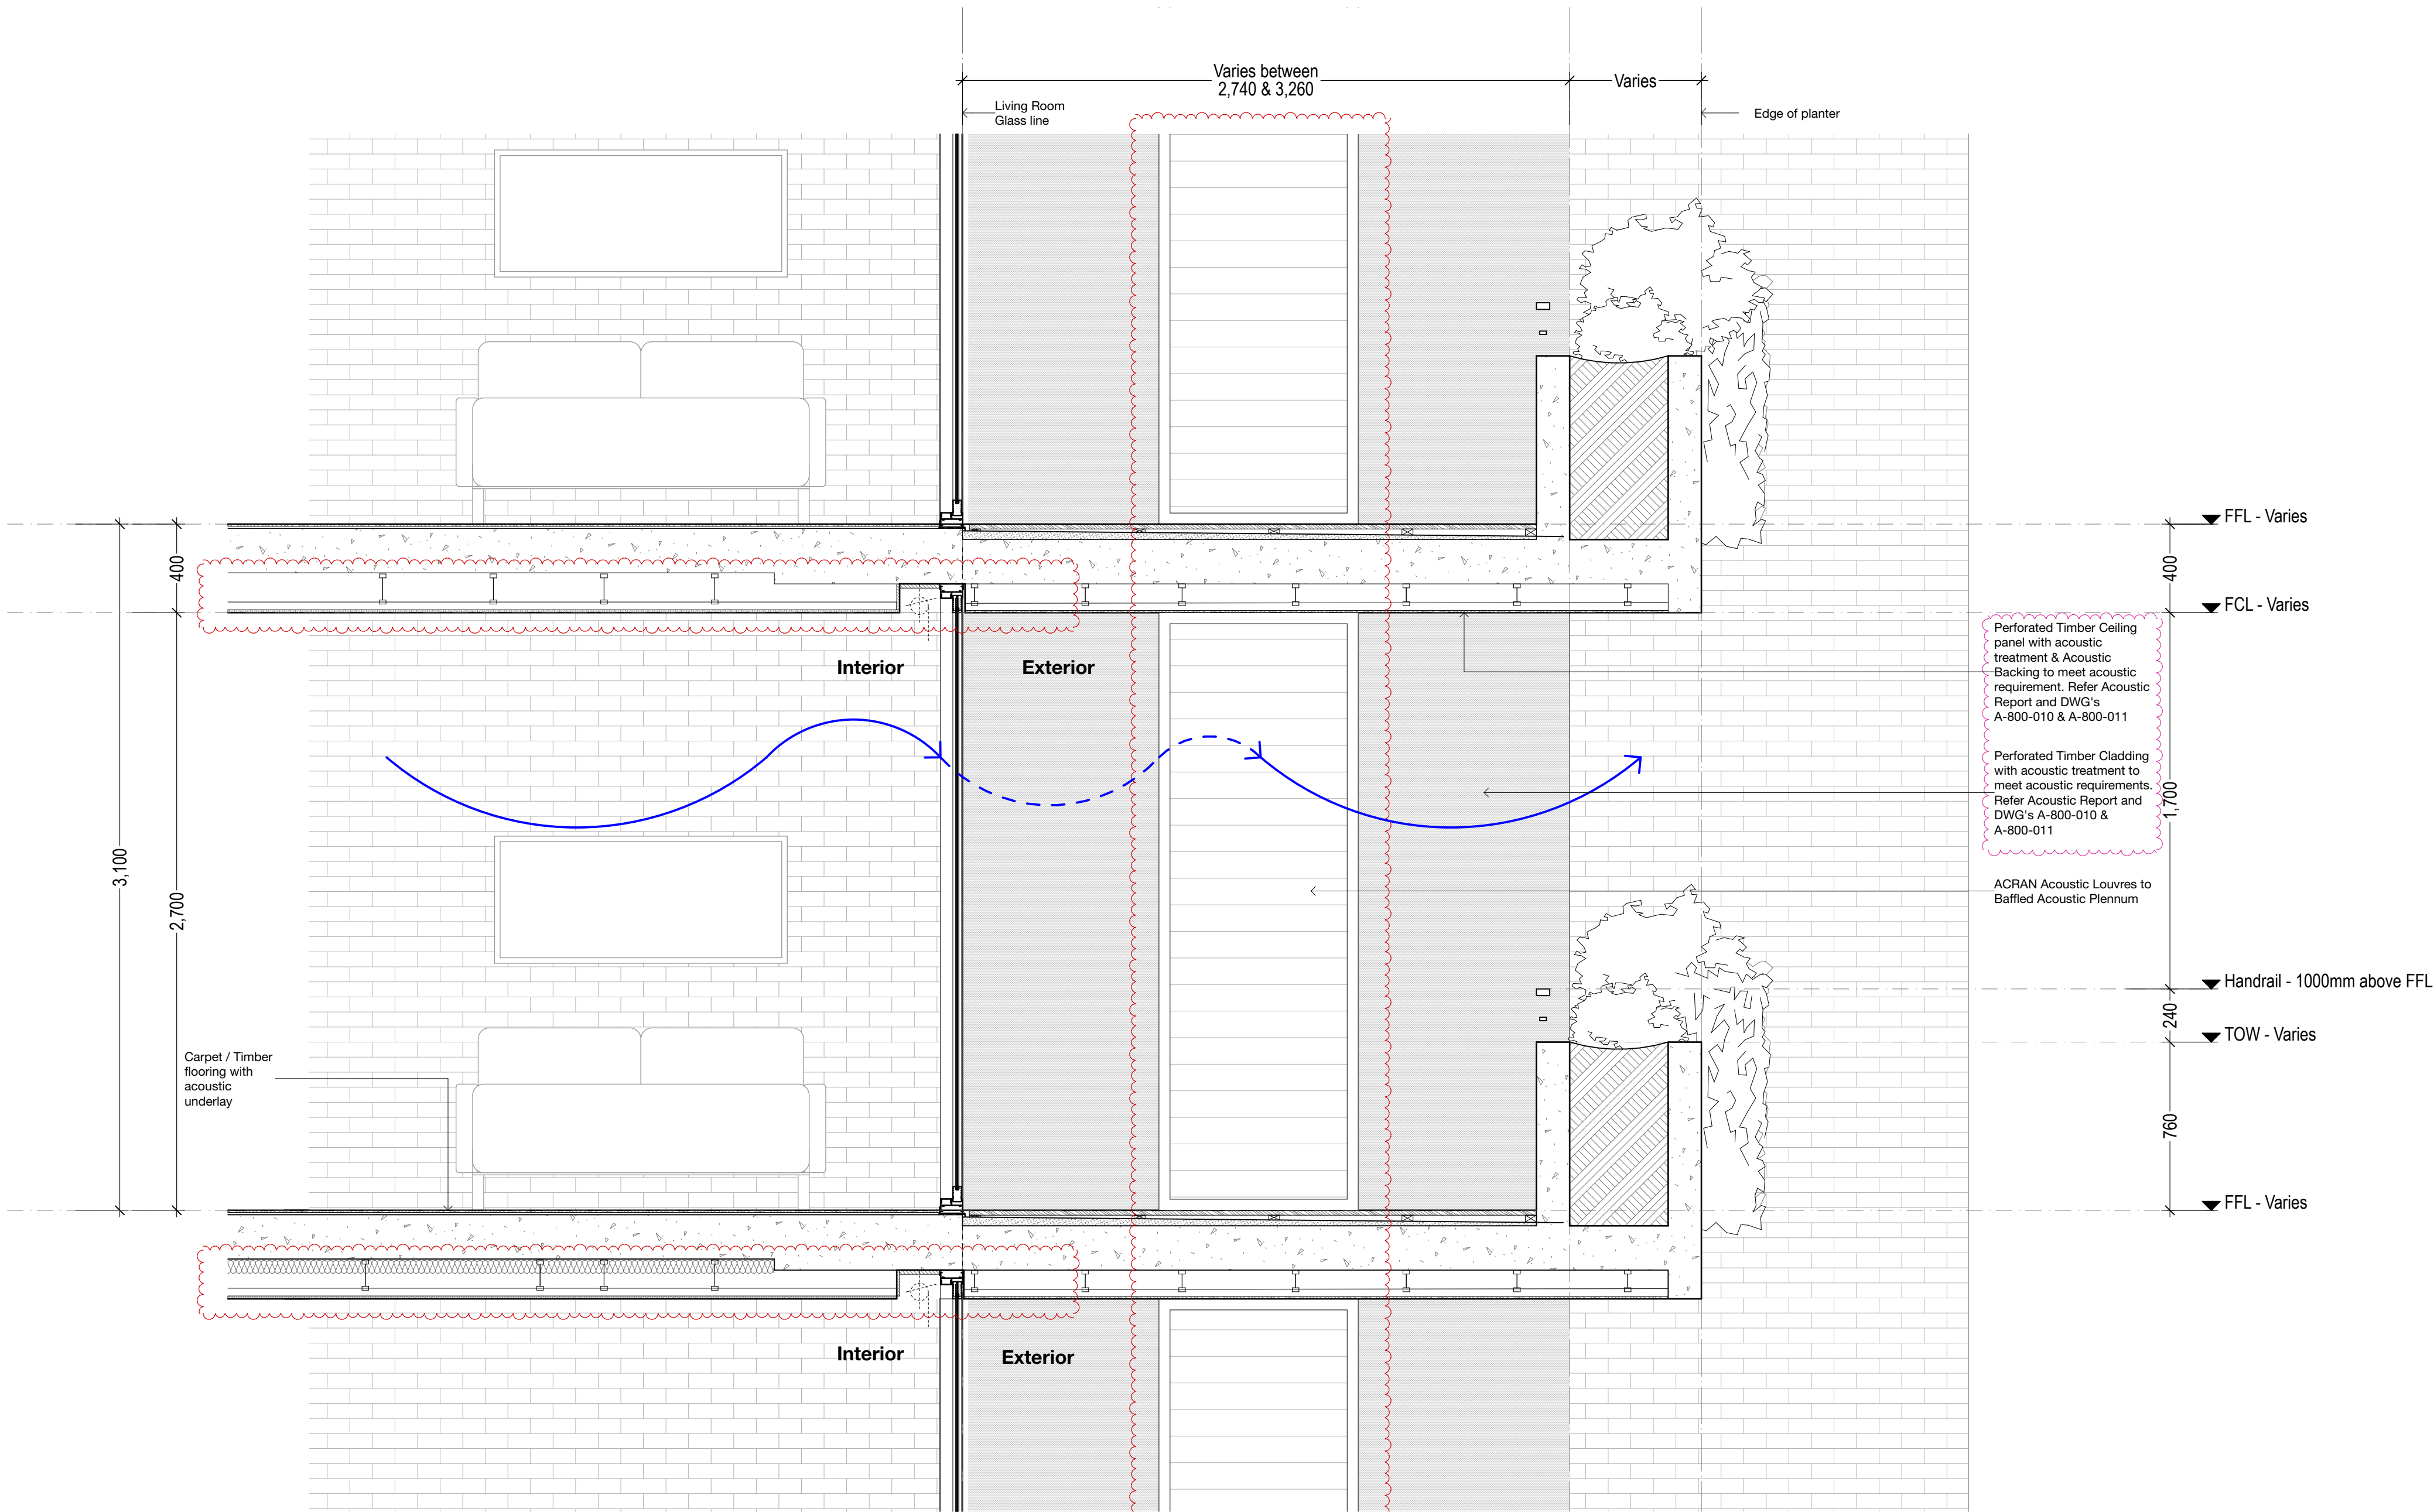 Varies between
2,740 & 3,260
Varies
Living Room
Glass line
Edge of planter
FFL - Varies
400
400
FCL - Varies
Perforated Timber Ceiling
panel with acoustic
treatment & Acoustic
Backing to meet acoustic
requirement. Refer Acoustic
Report and DWG's
A-800-010 & A-800-011
Interior
Exterior
Perforated Timber Cladding
with acoustic treatment to
meet acoustic requirements.
Refer Acoustic Report and
DWG's A-800-010 &
A-800-011
1,700
3,100
2,700
ACRAN Acoustic Louvres to
Baffled Acoustic Plennum
Handrail - 1000mm above FFL
240
TOW - Varies
Carpet / Timber
flooring with
acoustic
underlay
760
FFL - Varies
Interior
Exterior